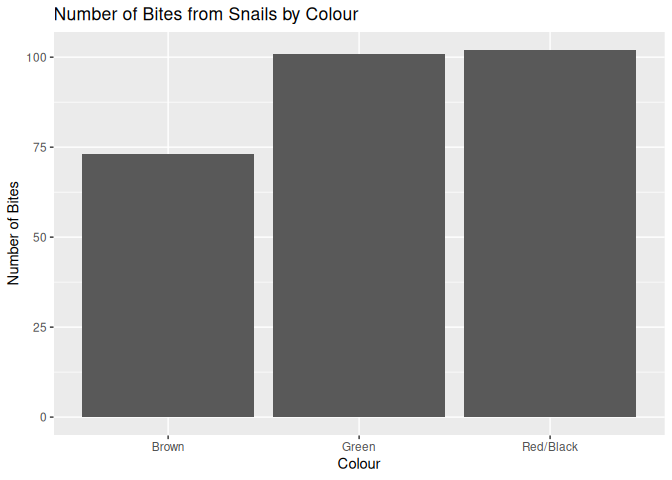 Number of Bites from Snails by Colour
Number of Bites
100
75
50
25
0
Brown Green Red/Black
Colour